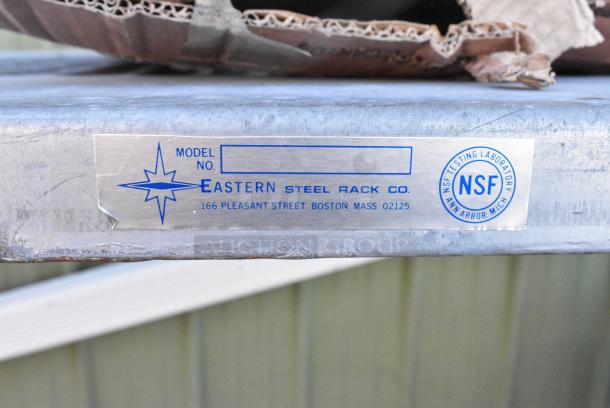 MODEL
NO.
EASTERN STEEL RACK CO.
166 PLEASANT STREET BOSTON MASS 02125
NSF TESTING LABORATORY
NSF
ANN ARBOR, MICH
AUCTION GROUP